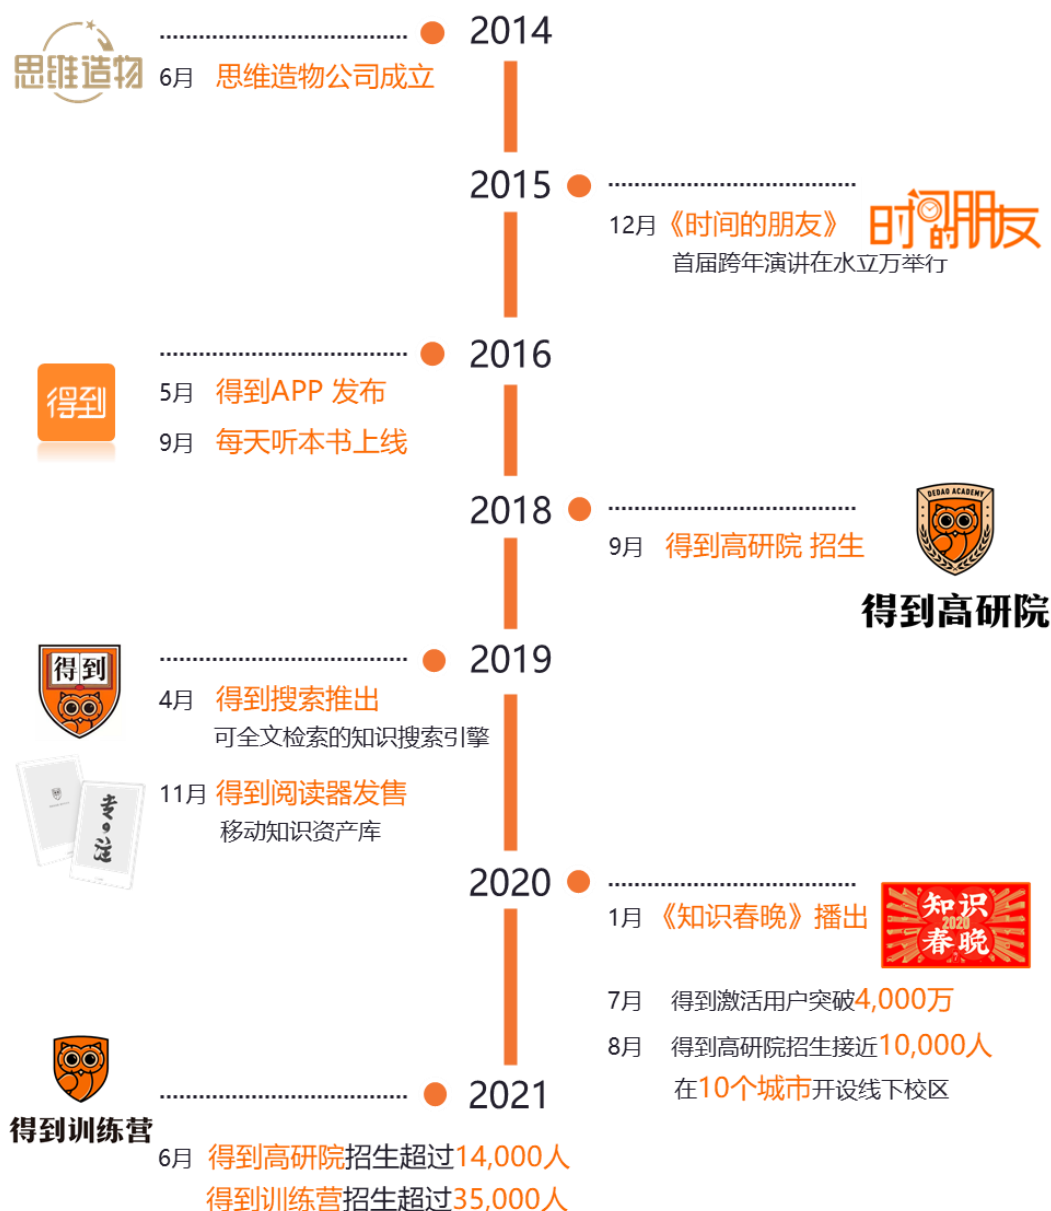 思维造物
2014
6月 思维造物公司成立
2015
12月《时间的朋友》
时间的朋友
首届跨年演讲在水立方举行
2016
得到
5月 得到APP 发布
9月 每天听本书上线
2018
DEDAO ACADEMY
9月 得到高研院 招生
得到高研院
2019
得到
4月 得到搜索推出
可全文检索的知识搜索引擎
11月 得到阅读器发售
专注
移动知识资产库
2020
1月 《知识春晚》播出
知识
2020
春晚
7月 得到激活用户突破4,000万
8月 得到高研院招生接近10,000人
在10个城市开设线下校区
2021
得到训练营
6月 得到高研院招生超过14,000人
得到训练营招生超过35,000人